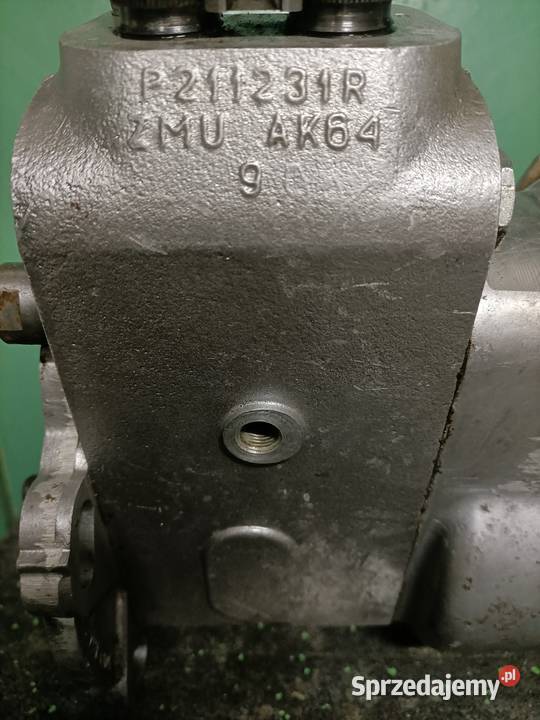 P211231R
ZMU AK64
9
Sprzedajemy.pl